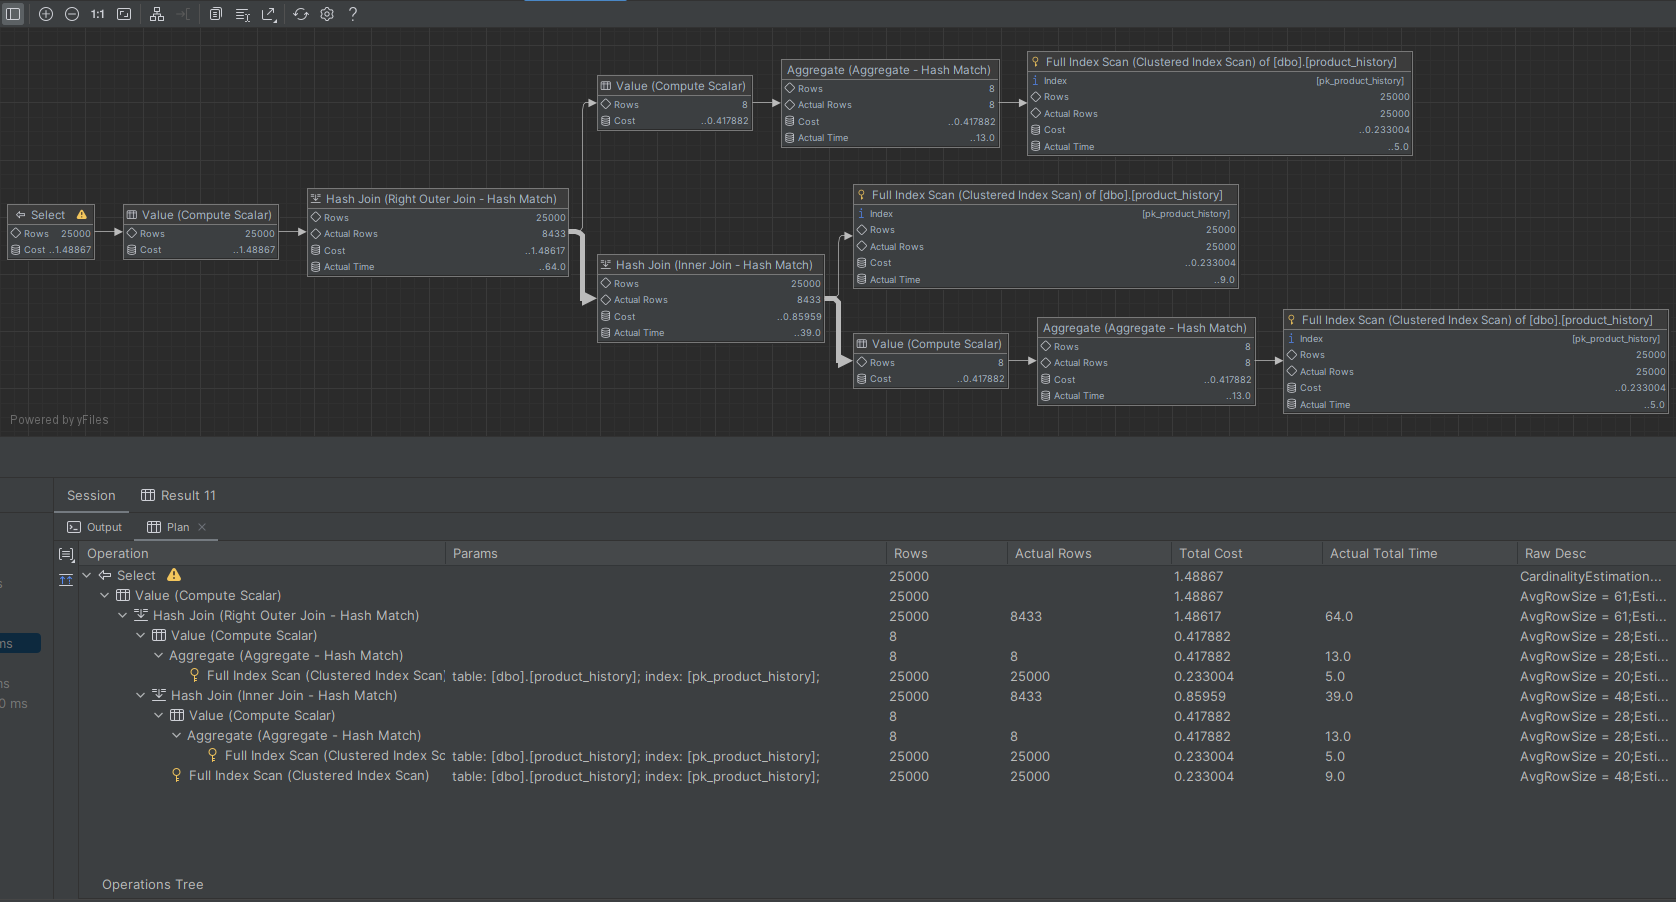 1:1
Select
Rows 25000
Cost ..1.48867
Value (Compute Scalar)
Rows 25000
Cost ..1.48867
Hash Join (Right Outer Join - Hash Match)
Rows 25000
Actual Rows 8433
Cost ..1.48617
Actual Time ..64.0
Value (Compute Scalar)
Rows 8
Cost ..0.417882
Aggregate (Aggregate - Hash Match)
Rows 8
Actual Rows 8
Cost ..0.417882
Actual Time ..13.0
Full Index Scan (Clustered Index Scan) of [dbo].[product_history]
Index [pk_product_history]
Rows 25000
Actual Rows 25000
Cost ..0.233004
Actual Time ..5.0
Hash Join (Inner Join - Hash Match)
Rows 25000
Actual Rows 8433
Cost ..0.85959
Actual Time ..39.0
Full Index Scan (Clustered Index Scan) of [dbo].[product_history]
Index [pk_product_history]
Rows 25000
Actual Rows 25000
Cost ..0.233004
Actual Time ..9.0
Value (Compute Scalar)
Rows 8
Cost ..0.417882
Aggregate (Aggregate - Hash Match)
Rows 8
Actual Rows 8
Cost ..0.417882
Actual Time ..13.0
Full Index Scan (Clustered Index Scan) of [dbo].[product_history]
Index [pk_product_history]
Rows 25000
Actual Rows 25000
Cost ..0.233004
Actual Time ..5.0
Powered by yFiles
Session Result 11
Output Plan
Operation Params Rows Actual Rows Total Cost Actual Total Time Raw Desc
Select 25000 1.48867 CardinalityEstimation...
Value (Compute Scalar) 25000 1.48867 AvgRowSize = 61;Esti...
Hash Join (Right Outer Join - Hash Match) 25000 8433 1.48617 64.0 AvgRowSize = 61;Esti...
Value (Compute Scalar) 8 0.417882 AvgRowSize = 28;Esti...
Aggregate (Aggregate - Hash Match) 8 8 0.417882 13.0 AvgRowSize = 28;Esti...
Full Index Scan (Clustered Index Scan) table: [dbo].[product_history]; index: [pk_product_history]; 25000 25000 0.233004 5.0 AvgRowSize = 20;Esti...
Hash Join (Inner Join - Hash Match) 25000 8433 0.85959 39.0 AvgRowSize = 48;Esti...
Value (Compute Scalar) 8 0.417882 AvgRowSize = 28;Esti...
Aggregate (Aggregate - Hash Match) 8 8 0.417882 13.0 AvgRowSize = 28;Esti...
Full Index Scan (Clustered Index Sc table: [dbo].[product_history]; index: [pk_product_history]; 25000 25000 0.233004 5.0 AvgRowSize = 20;Esti...
Full Index Scan (Clustered Index Scan) table: [dbo].[product_history]; index: [pk_product_history]; 25000 25000 0.233004 9.0 AvgRowSize = 48;Esti...
ms
ns
0 ms
Operations Tree